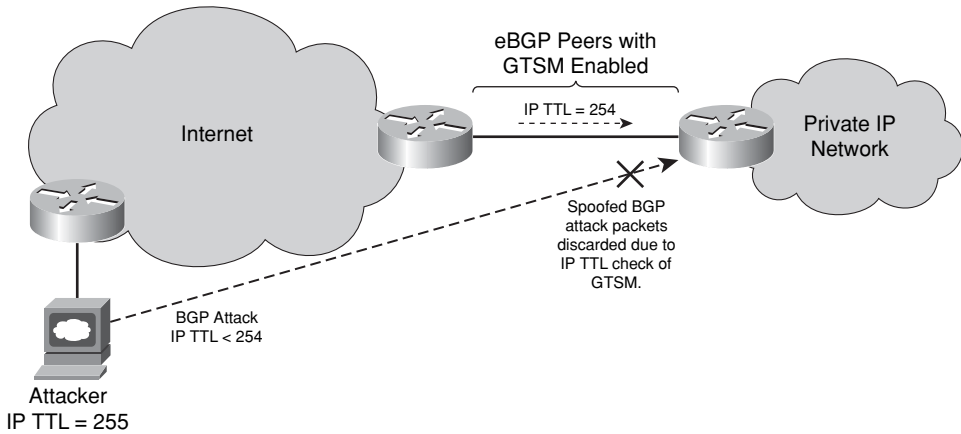 eBGP Peers with
GTSM Enabled
IP TTL = 254
Internet
Private IP
Network
Spoofed BGP
attack packets
discarded due to
IP TTL check of
GTSM.
BGP Attack
IP TTL < 254
Attacker
IP TTL = 255